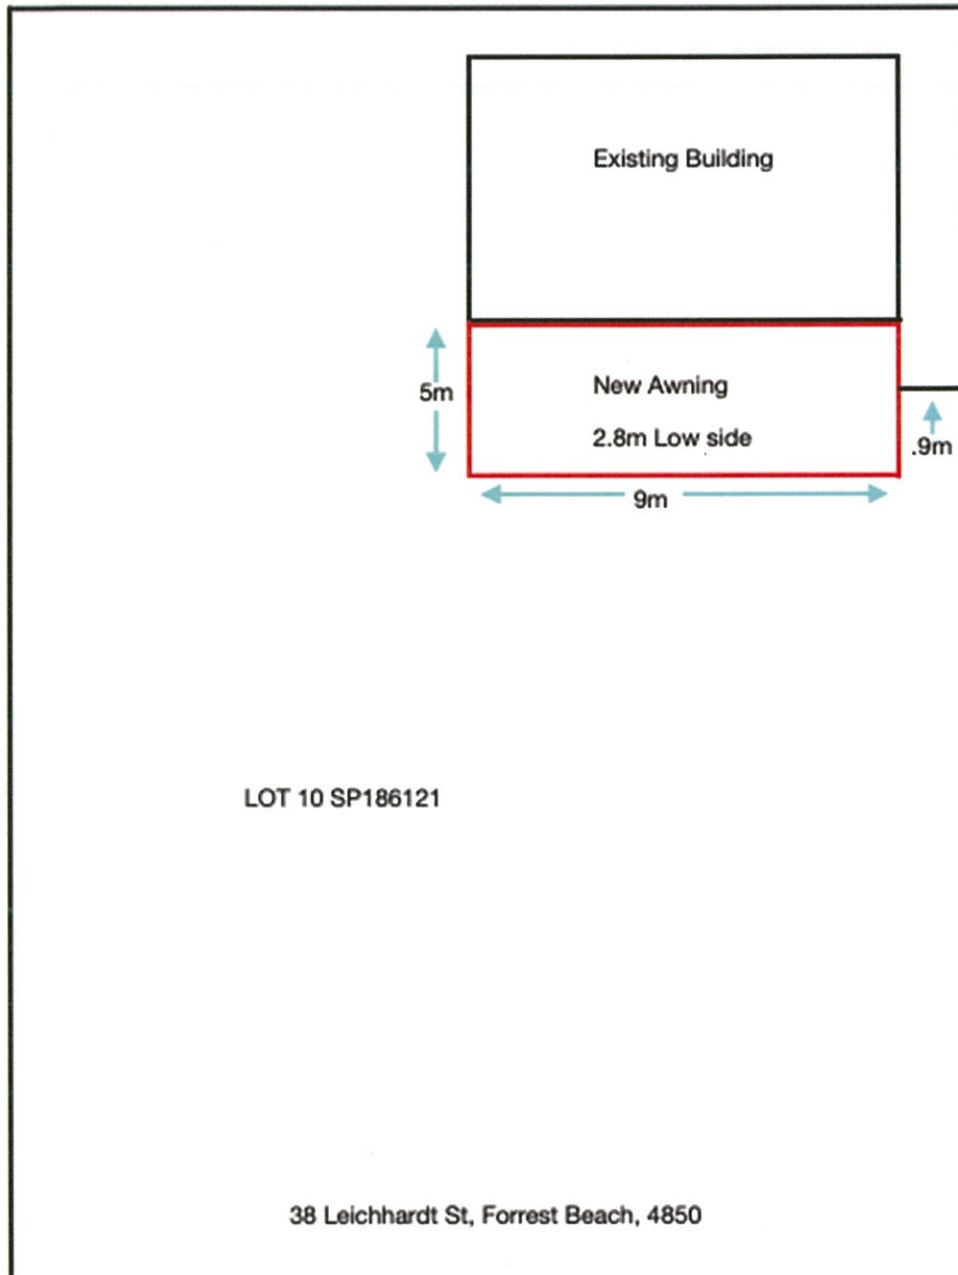 Existing Building
New Awning
5m
2.8m Low side
.9m
9m
LOT 10 SP186121
38 Leichhardt St, Forrest Beach, 4850